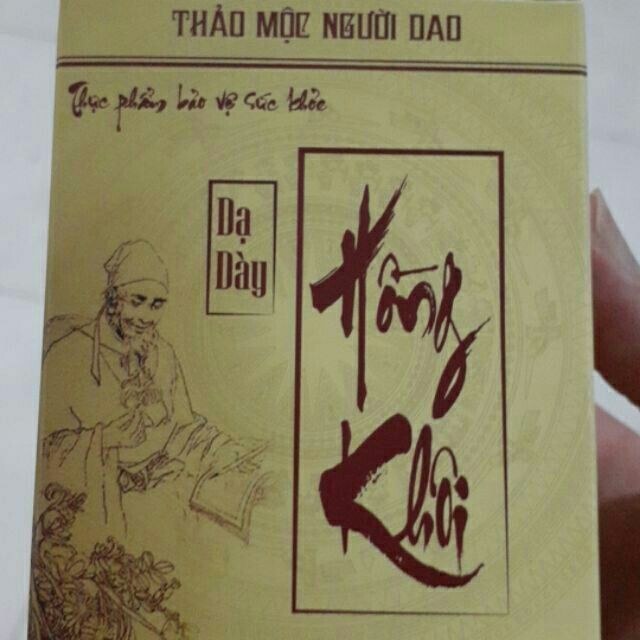 THẢO MỘC NGƯỜI DAO
Thực phẩm bảo vệ sức khỏe
Dạ
Dày
Hồng
Khôi